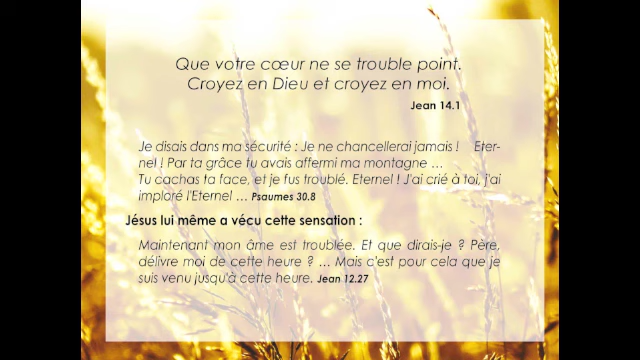 Que votre cœur ne se trouble point.
Croyez en Dieu et croyez en moi.
Jean 14.1
Je disais dans ma sécurité : Je ne chancellerai jamais ! Eter-
nel ! Par ta grâce tu avais affermi ma montagne …
Tu cachas ta face, et je fus troublé. Eternel ! J'ai crié à toi, j'ai
imploré l'Eternel … Psaumes 30.8
Jésus lui même a vécu cette sensation :
Maintenant mon âme est troublée. Et que dirais-je ? Père,
délivre moi de cette heure ? … Mais c'est pour cela que je
suis venu jusqu'à cette heure. Jean 12.27